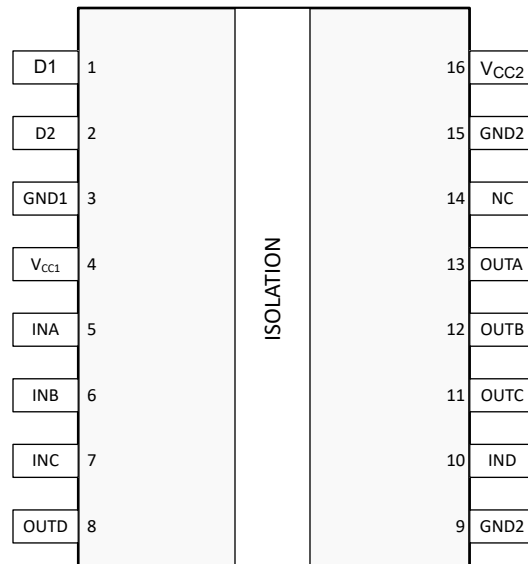 D1 1 16 VCC2
D2 2 15 GND2
GND1 3 14 NC
VCC1 4 13 OUTA
INA 5 12 OUTB
INB 6 11 OUTC
INC 7 10 IND
OUTD 8 9 GND2
ISOLATION